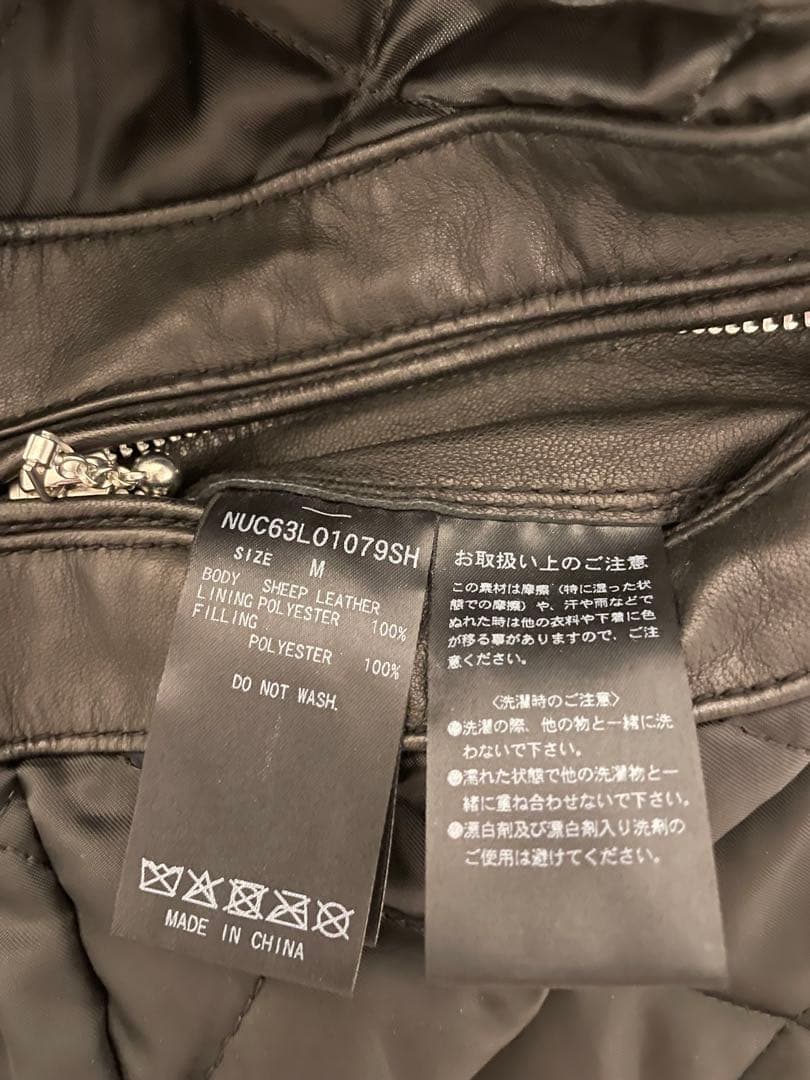 NUC63L01079SH
SIZE M
BODY SHEEP LEATHER
LINING POLYESTER 100%
FILLING
POLYESTER 100%
DO NOT WASH.
MADE IN CHINA
お取扱い上のご注意
この素材は摩擦（特に湿った状
態での摩擦）や、汗や雨などで
ぬれた時は他の衣料や下着に色
が移る事がありますので、ご注
意ください。
〈洗濯時のご注意〉
●洗濯の際、他の物と一緒に洗
わないで下さい。
●濡れた状態で他の洗濯物と一
緒に重ね合わせないで下さい。
●漂白剤及び漂白剤入り洗剤の
ご使用は避けてください。